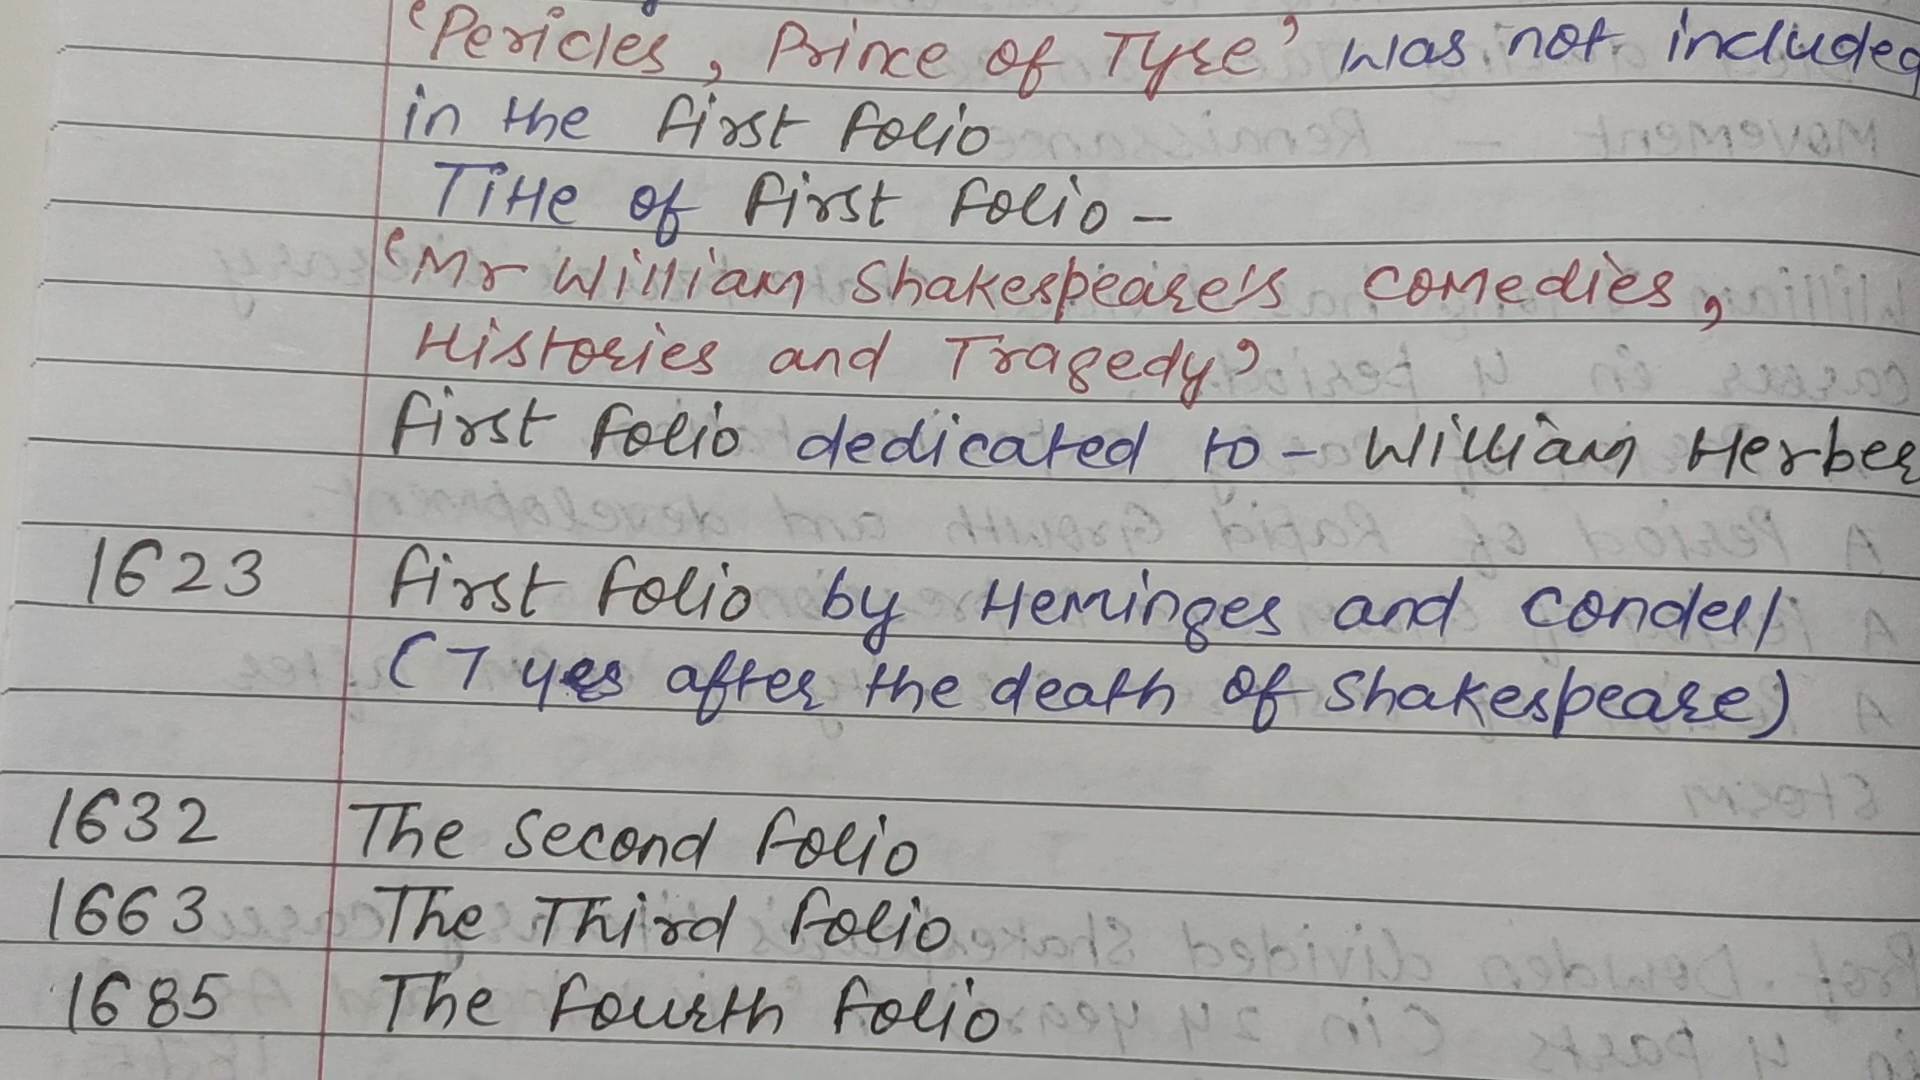 'Pericles, Prince of Tyre' was not included
in the first folio
Title of first folio -
'Mr William Shakespeare's comedies,
Histories and Tragedy'
first folio dedicated to - William Herber
1623 first folio by Heminges and Condell
(7 yrs after the death of Shakespeare)
1632 The Second folio
1663 The Third folio
1685 The fourth folio